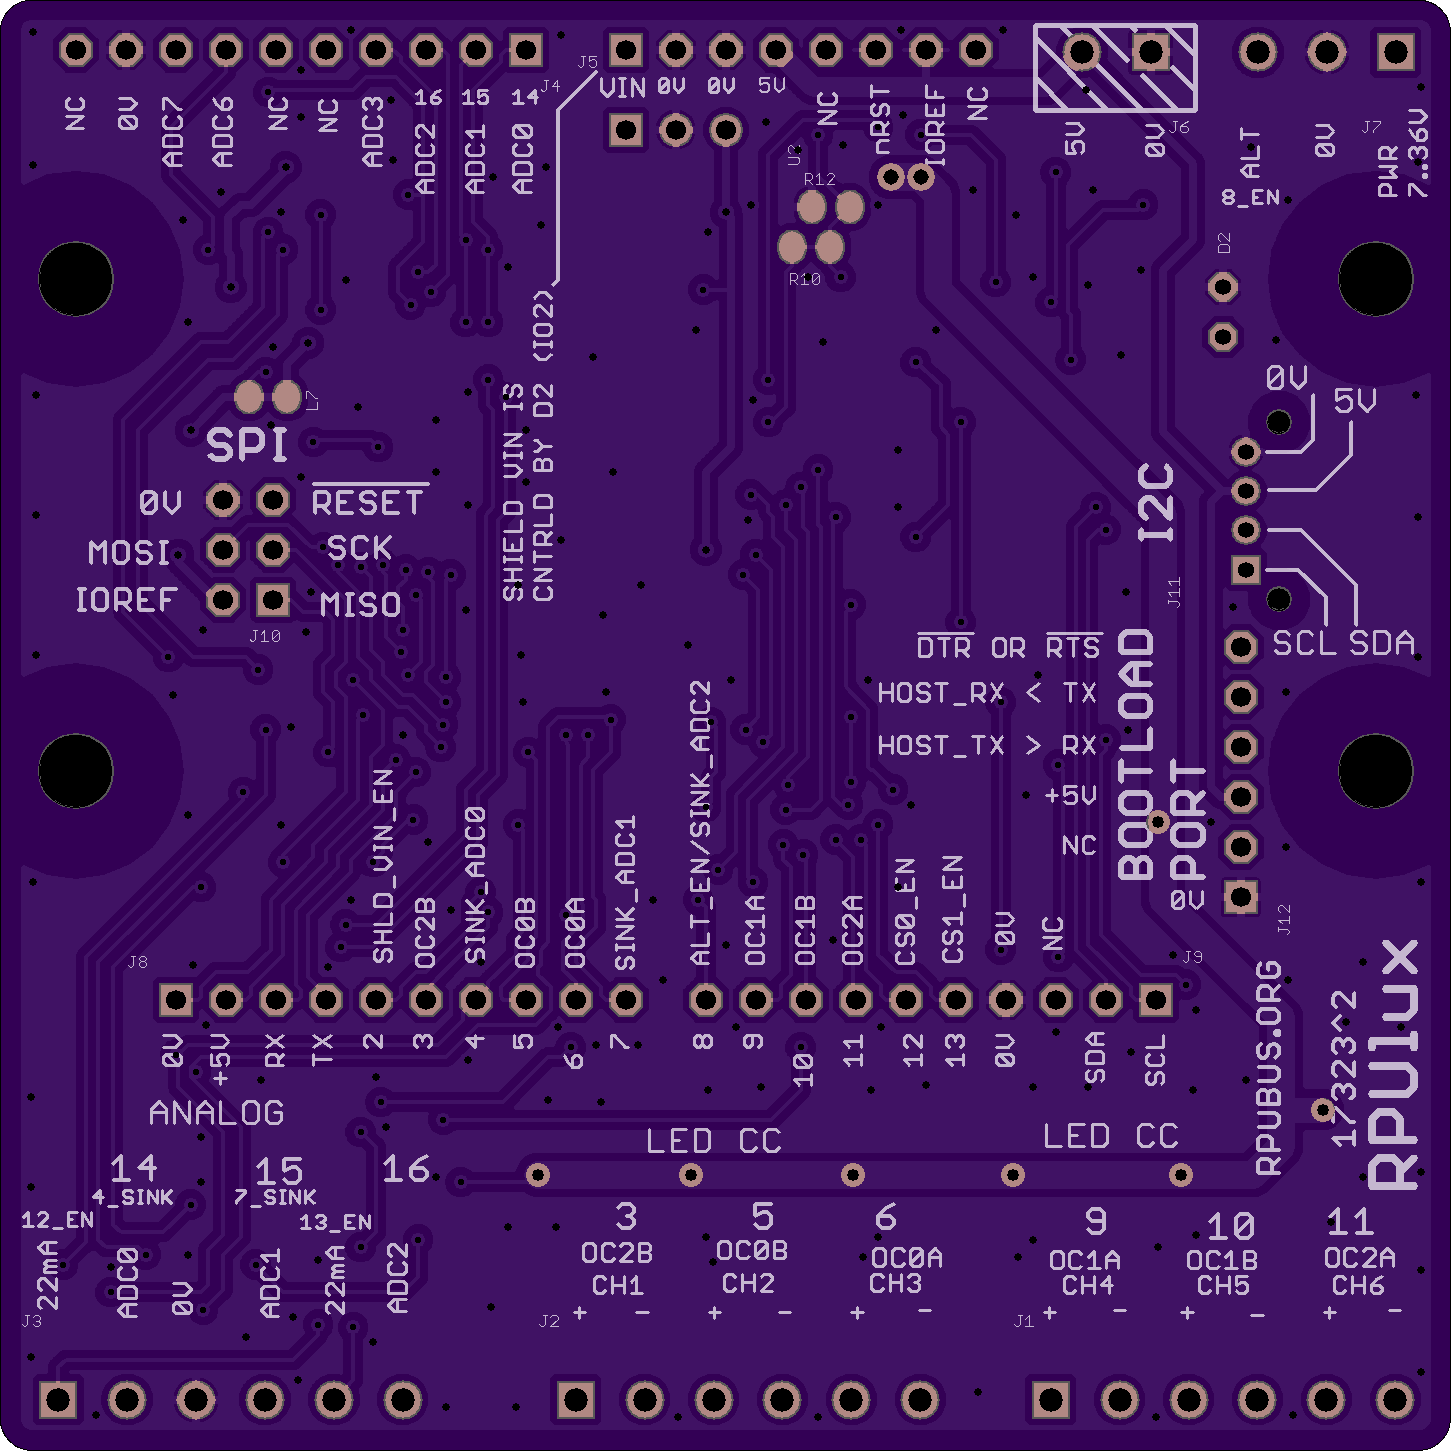 J4
J5
VIN 0V 0V 5V
NC
0V
ADC7
ADC6
NC
NC
ADC3
16
ADC2
15
ADC1
14
ADC0
NC
nRST
IOREF
NC
5V
0V
J6
ALT
8_EN
0V
J7
PWR
7..36V
U2
R12
R10
D2
SHIELD VIN IS
CNTRLD BY D2 (IO2)
L7
SPI
0V
RESET
MOSI
SCK
IOREF
MISO
J10
0V
5V
I2C
J11
SCL SDA
DTR OR RTS
HOST_RX < TX
HOST_TX > RX
+5V
NC
BOOTLOAD
PORT
0V
J12
J8
SHLD_VIN_EN
OC2B
SINK_ADC0
OC0B
OC0A
SINK_ADC1
ALT_EN/SINK_ADC2
OC1A
OC1B
OC2A
CS0_EN
CS1_EN
0V
NC
J9
0V
+5V
RX
TX
2
3
4
5
6
7
8
9
10
11
12
13
0V
SDA
SCL
RPUBUS.ORG
17323^2
RPUlux
ANALOG
LED CC
LED CC
14
4_SINK
15
7_SINK
16
12_EN
22mA
ADC0
0V
ADC1
13_EN
22mA
ADC2
3
OC2B
CH1
+ -
5
OC0B
CH2
+ -
6
OC0A
CH3
+ -
9
OC1A
CH4
+ -
10
OC1B
CH5
+ -
11
OC2A
CH6
+ -
J3
J2
J1